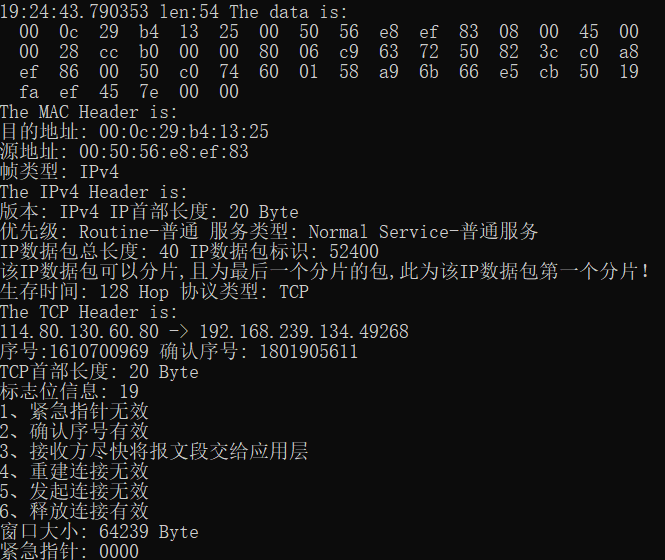 19:24:43.790353 len:54 The data is:
00 0c 29 b4 13 25 00 50 56 e8 ef 83 08 00 45 00
00 28 cc b0 00 00 80 06 c9 63 72 50 82 3c c0 a8
ef 86 00 50 c0 74 60 01 58 a9 6b 66 e5 cb 50 19
fa ef 45 7e 00 00
The MAC Header is:
目的地址: 00:0c:29:b4:13:25
源地址: 00:50:56:e8:ef:83
帧类型: IPv4
The IPv4 Header is:
版本: IPv4 IP首部长度: 20 Byte
优先级: Routine-普通 服务类型: Normal Service-普通服务
IP数据包总长度: 40 IP数据包标识: 52400
该IP数据包可以分片,且为最后一个分片的包,此为该IP数据包第一个分片!
生存时间: 128 Hop 协议类型: TCP
The TCP Header is:
114.80.130.60.80 -> 192.168.239.134.49268
序号:1610700969 确认序号: 1801905611
TCP首部长度: 20 Byte
标志位信息: 19
1、紧急指针无效
2、确认序号有效
3、接收方尽快将报文段交给应用层
4、重建连接无效
5、发起连接无效
6、释放连接有效
窗口大小: 64239 Byte
紧急指针: 0000